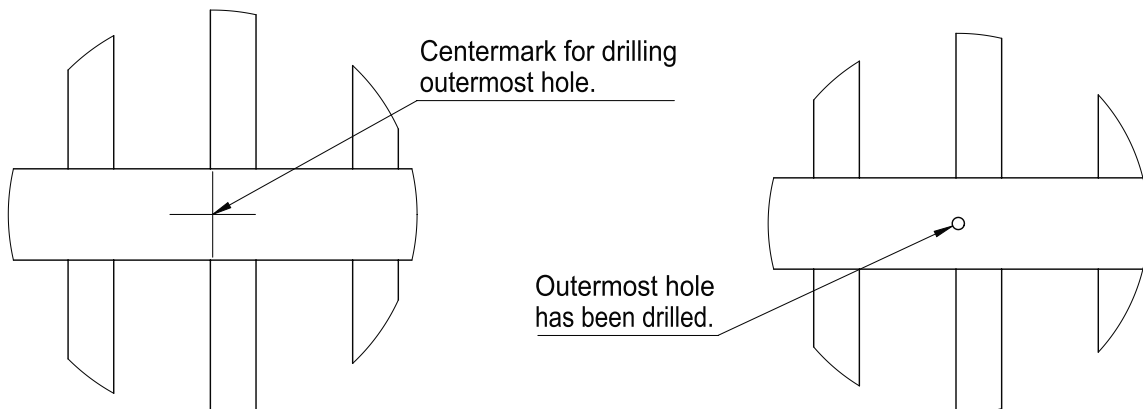 Centermark for drilling
outermost hole.
Outermost hole
has been drilled.